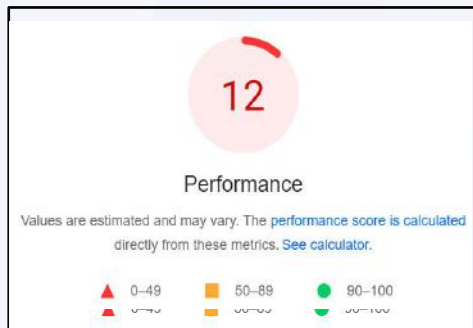 12
Performance
Values are estimated and may vary. The performance score is calculated
directly from these metrics. See calculator.
0–49 50–89 90–100